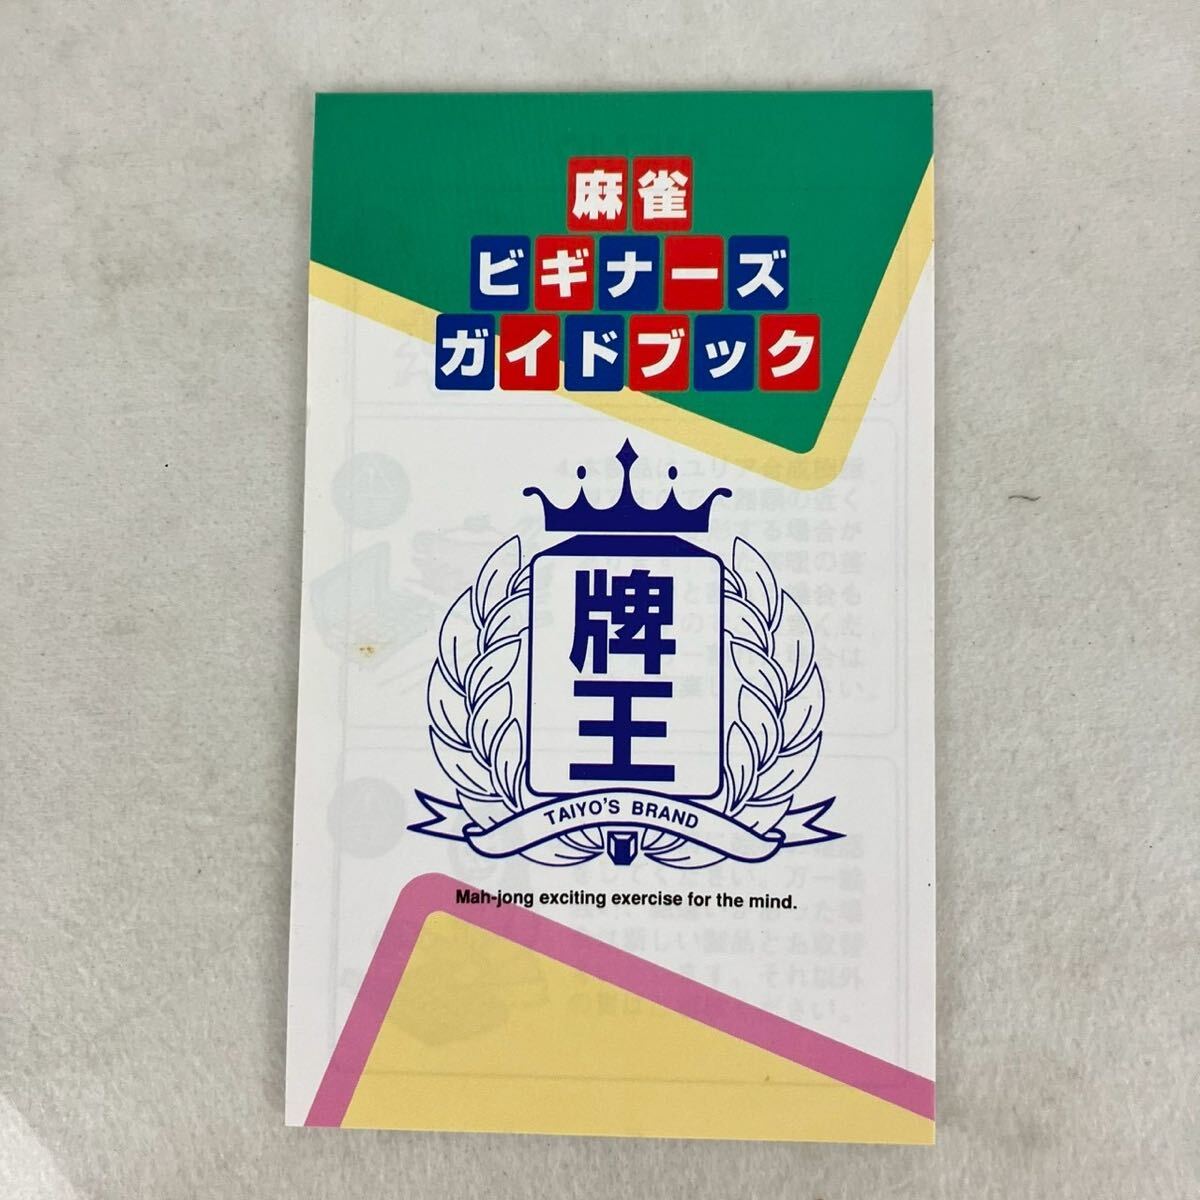 麻雀
ビギナーズ
ガイドブック
牌王
TAIYO'S BRAND
Mah-jong exciting exercise for the mind.